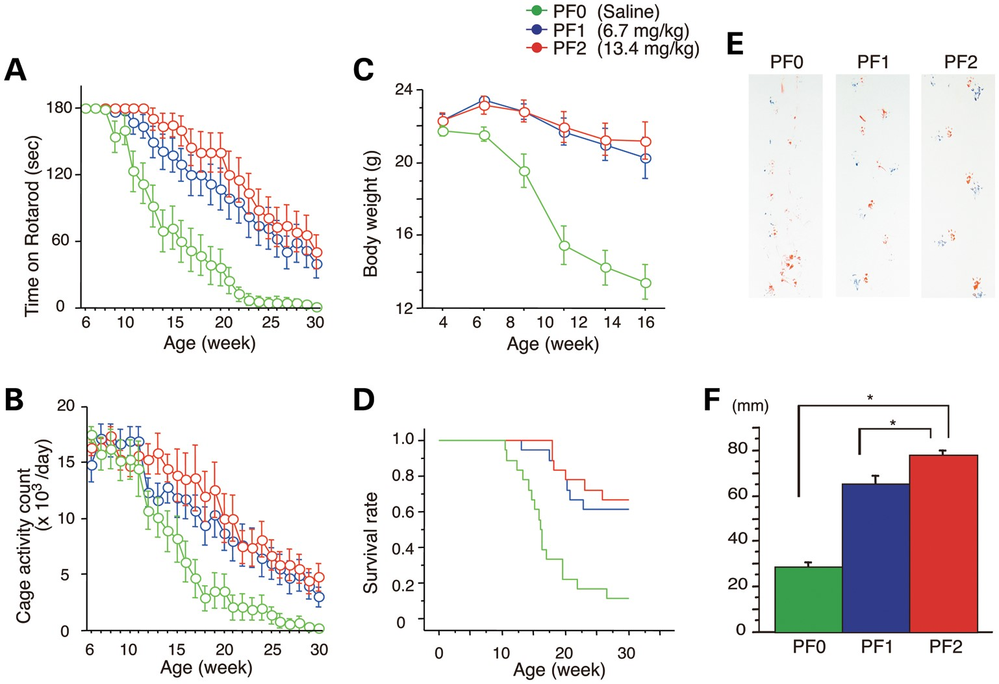 PF0 (Saline)
PF1 (6.7 mg/kg)
PF2 (13.4 mg/kg)
A
180
120
60
0
Time on Rotarod (sec)
6 10 15 20 25 30
Age (week)
B
20
15
10
5
0
Cage activity count
(x 10³ /day)
6 10 15 20 25 30
Age (week)
C
24
20
16
12
Body weight (g)
4 6 8 10 12 14 16
Age (week)
D
1.0
0.8
0.6
0.4
0.2
0
Survival rate
0 10 20 30
Age (week)
E
PF0 PF1 PF2
F
(mm)
*
*
80
60
40
20
0
PF0 PF1 PF2